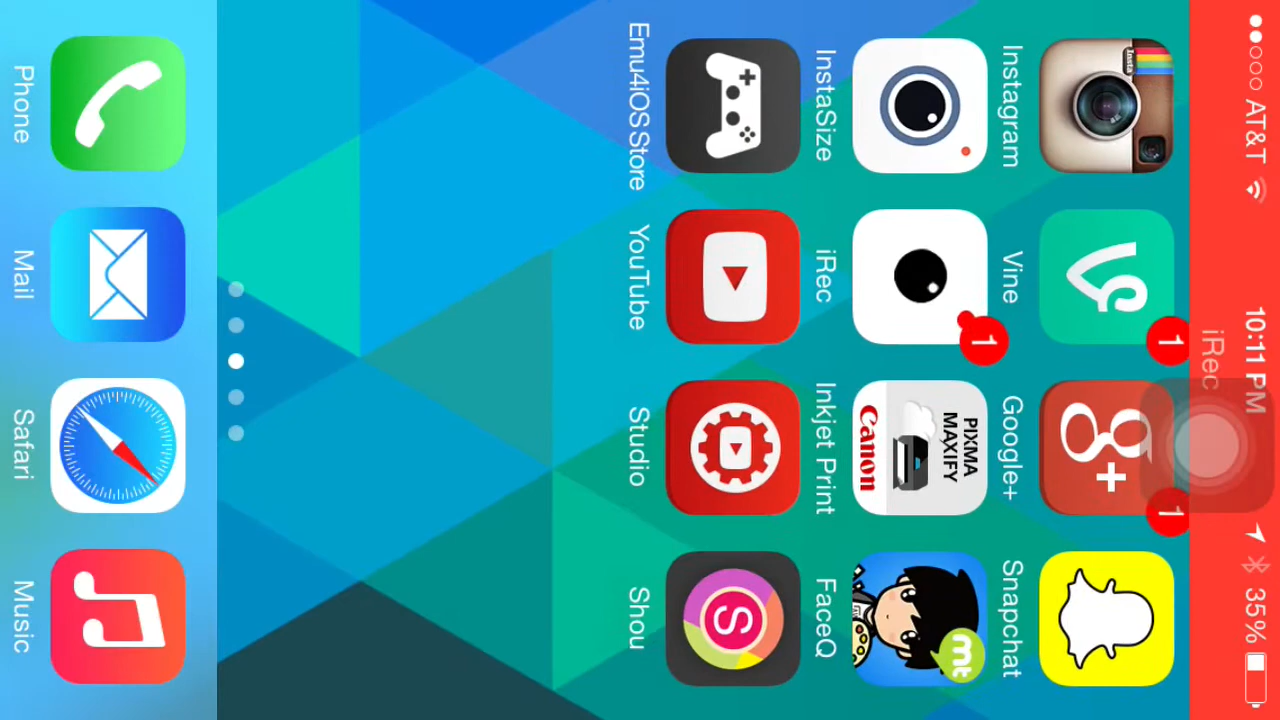 AT&T 10:11 PM 35%
iRec
Insta
1
1
Instagram Vine Google+ Snapchat
1
PIXMA
MAXIFY
Canon
mt
InstaSize iRec Inkjet Print FaceQ
S
Emu4iOSStore YouTube Studio Shou
Phone Mail Safari Music